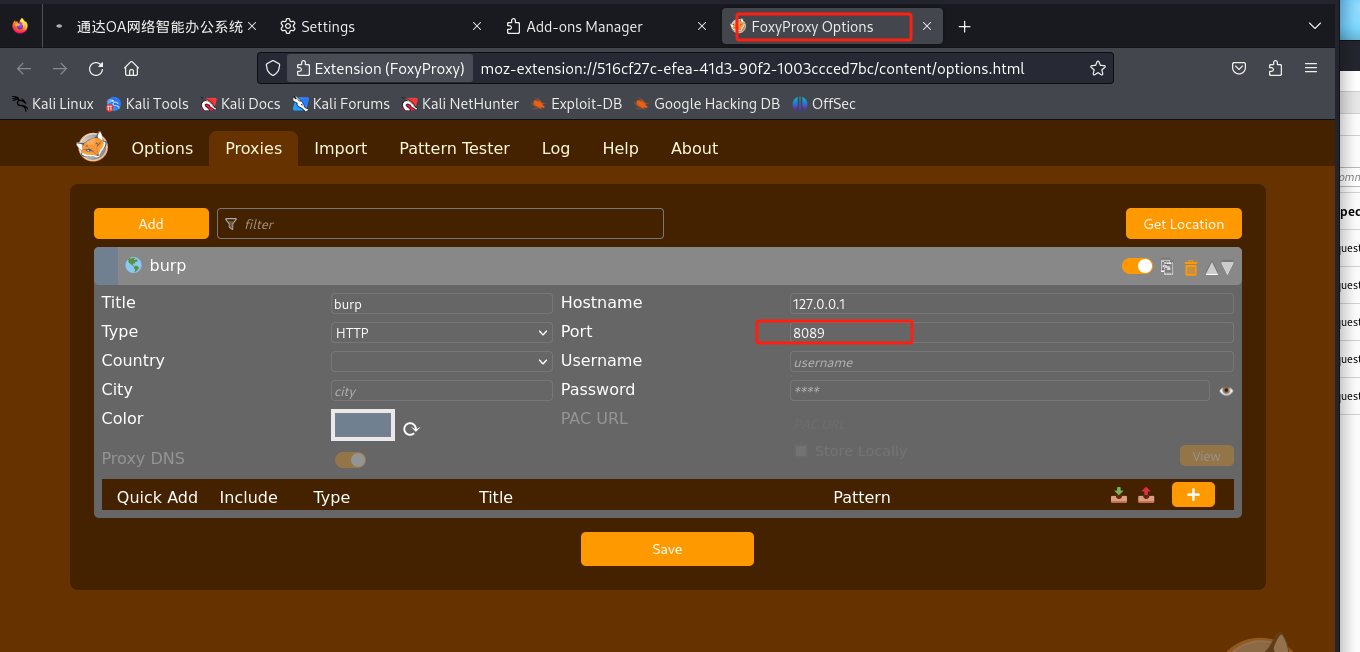 通达OA网络智能办公系统
Settings
Add-ons Manager
FoxyProxy Options
Extension (FoxyProxy)
moz-extension://516cf27c-efea-41d3-90f2-1003ccced7bc/content/options.html
Kali Linux
Kali Tools
Kali Docs
Kali Forums
Kali NetHunter
Exploit-DB
Google Hacking DB
OffSec
Options
Proxies
Import
Pattern Tester
Log
Help
About
Add
filter
Get Location
burp
Title
burp
Hostname
127.0.0.1
Type
HTTP
Port
8089
Country
Username
username
City
city
Password
****
Color
PAC URL
Store Locally
Proxy DNS
View
Quick Add
Include
Type
Title
Pattern
Save